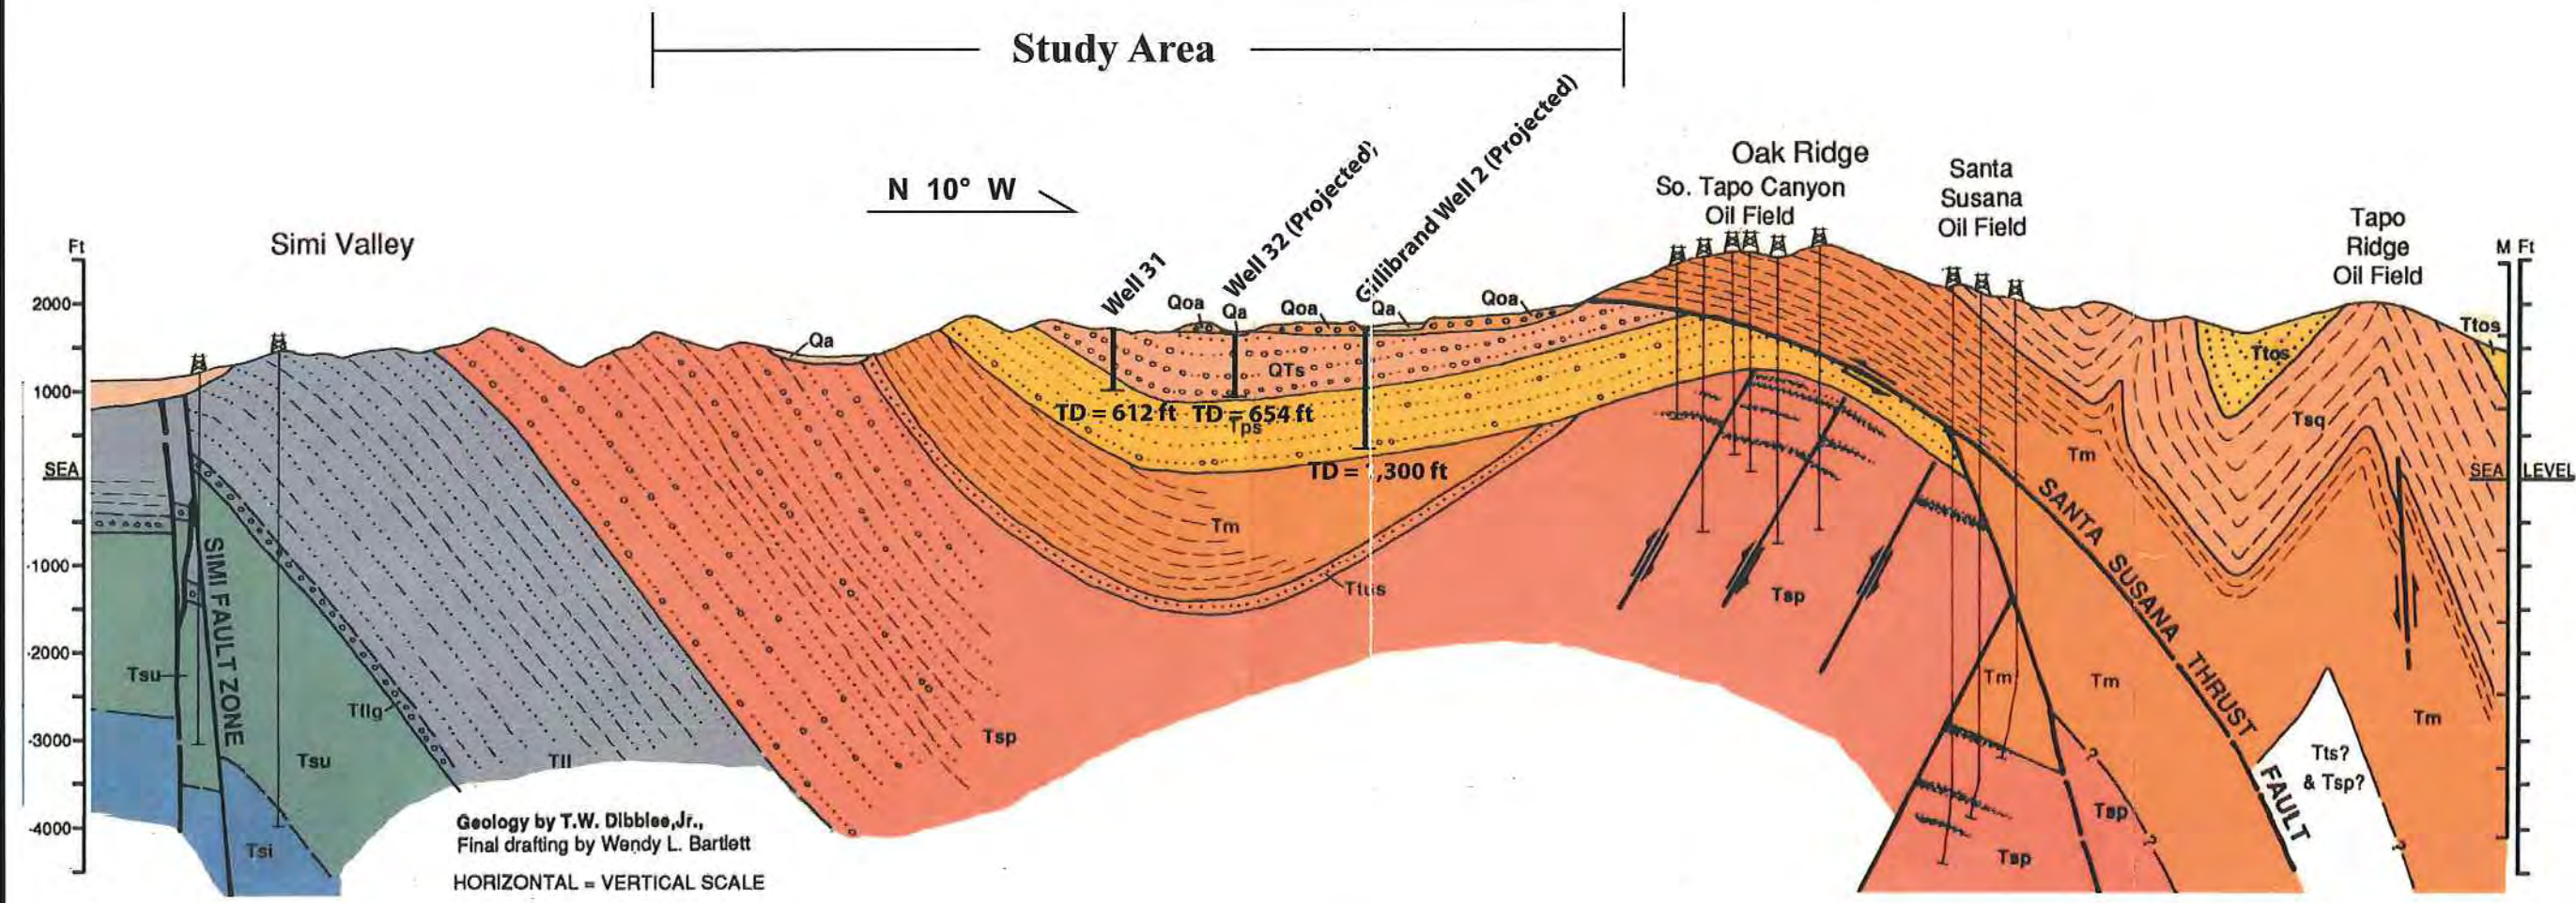 Study Area
N 10° W
Simi Valley
Well 31
Well 32 (Projected)
Gillibrand Well 2 (Projected)
Oak Ridge
So. Tapo Canyon
Oil Field
Santa
Susana
Oil Field
Tapo
Ridge
Oil Field
Ft
2000
1000
SEA
-1000
-2000
-3000
-4000
M Ft
SEA LEVEL
Qa
Qoa
Qa
Qoa
Qa
Qoa
QTs
TD = 612 ft
TD = 654 ft
Tps
TD = ,300 ft
Tm
Ttus
Tsp
Tsp
Tm
Tsq
Ttos
Ttos
SIMI FAULT ZONE
SANTA SUSANA THRUST FAULT
Tsu
Tllg
Tsu
Tll
Tsi
Tm
Tm
Tm
?
Tsp
?
Tsp
Tts?
& Tsp?
?
Geology by T.W. Dibblee,Jr.,
Final drafting by Wendy L. Bartlett
HORIZONTAL = VERTICAL SCALE